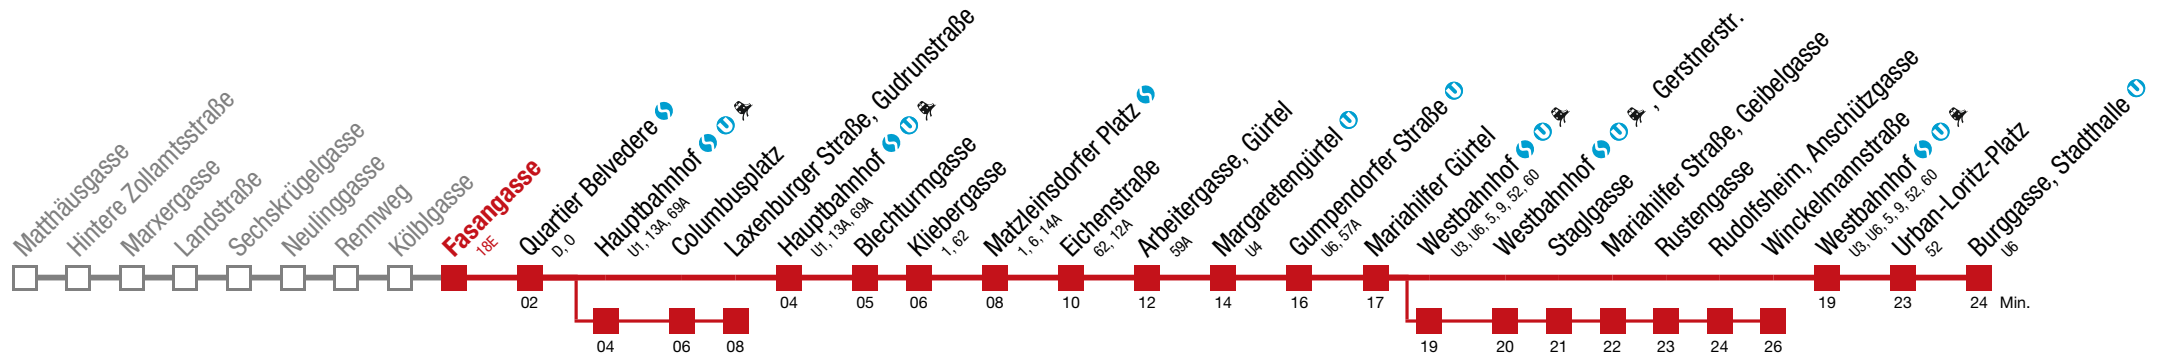 Matthäusgasse
Hintere Zollamtsstraße
Marxergasse
Landstraße
Sechskrügelgasse
Neulinggasse
Rennweg
Kölblgasse
Fasangasse
18E
Quartier Belvedere
D, O
Hauptbahnhof
U1, 13A, 69A
Columbusplatz
Laxenburger Straße, Gudrunstraße
Hauptbahnhof
U1, 13A, 69A
Blechturmgasse
Kliebergasse
1, 62
Matzleinsdorfer Platz
1, 6, 14A
Eichenstraße
62, 12A
Arbeitergasse, Gürtel
59A
Margaretengürtel
U4
Gumpendorfer Straße
U6, 57A
Mariahilfer Gürtel
Westbahnhof
U3, U6, 5, 9, 52, 60
Westbahnhof , Gerstnerstr.
Staglgasse
Mariahilfer Straße, Geibelgasse
Rustengasse
Rudolfsheim, Anschützgasse
Winckelmannstraße
Westbahnhof
U3, U6, 5, 9, 52, 60
Urban-Loritz-Platz
52
Burggasse, Stadthalle U
U6
02 04 05 06 08 10 12 14 16 17 19 23 24 Min.
04 06 08 19 20 21 22 23 24 26